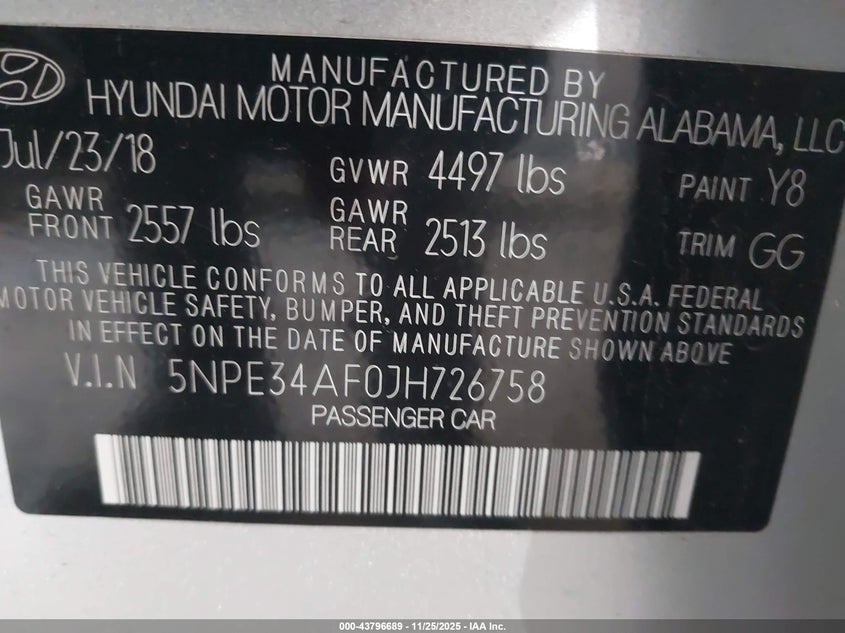 MANUFACTURED BY
HYUNDAI MOTOR MANUFACTURING ALABAMA, LLC
Jul/23/18 GVWR 4497 lbs PAINT Y8
GAWR FRONT 2557 lbs GAWR REAR 2513 lbs TRIM GG
THIS VEHICLE CONFORMS TO ALL APPLICABLE U.S.A. FEDERAL
MOTOR VEHICLE SAFETY, BUMPER, AND THEFT PREVENTION STANDARDS
IN EFFECT ON THE DATE OF MANUFACTURE SHOWN ABOVE
V.I.N 5NPE34AF0JH726758
PASSENGER CAR
000-43796689 - 11/25/2025 - IAA Inc.